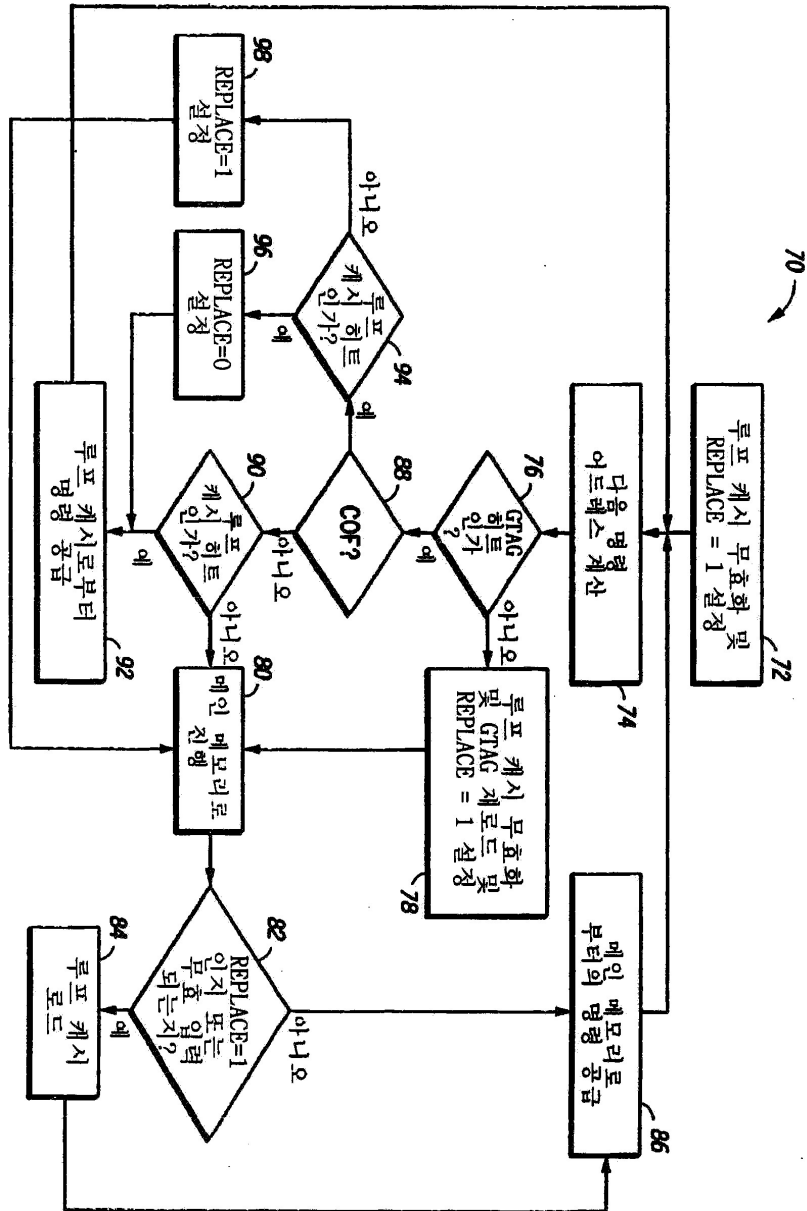 70
루프 캐시 무효화 및
REPLACE = 1 설정
72
다음 명령
어드레스 계산
74
GTAG
히트
인가
?
76
아니오
예
루프 캐시 무효화
및 GTAG 재로드 및
REPLACE = 1 설정
78
COF?
88
예
아니오
루프
캐시 히트
인가?
94
아니오
예
REPLACE=1
설정
98
REPLACE=0
설정
96
루프
캐시 히트
인가?
90
아니오
예
루프 캐시로부터
명령 공급
92
메인 메모리로
진행
80
REPLACE=1
인지 또는
무효 입력
되는지?
82
아니오
예
루프 캐시
로드
84
메인 메모리로
부터의 명령 공급
86